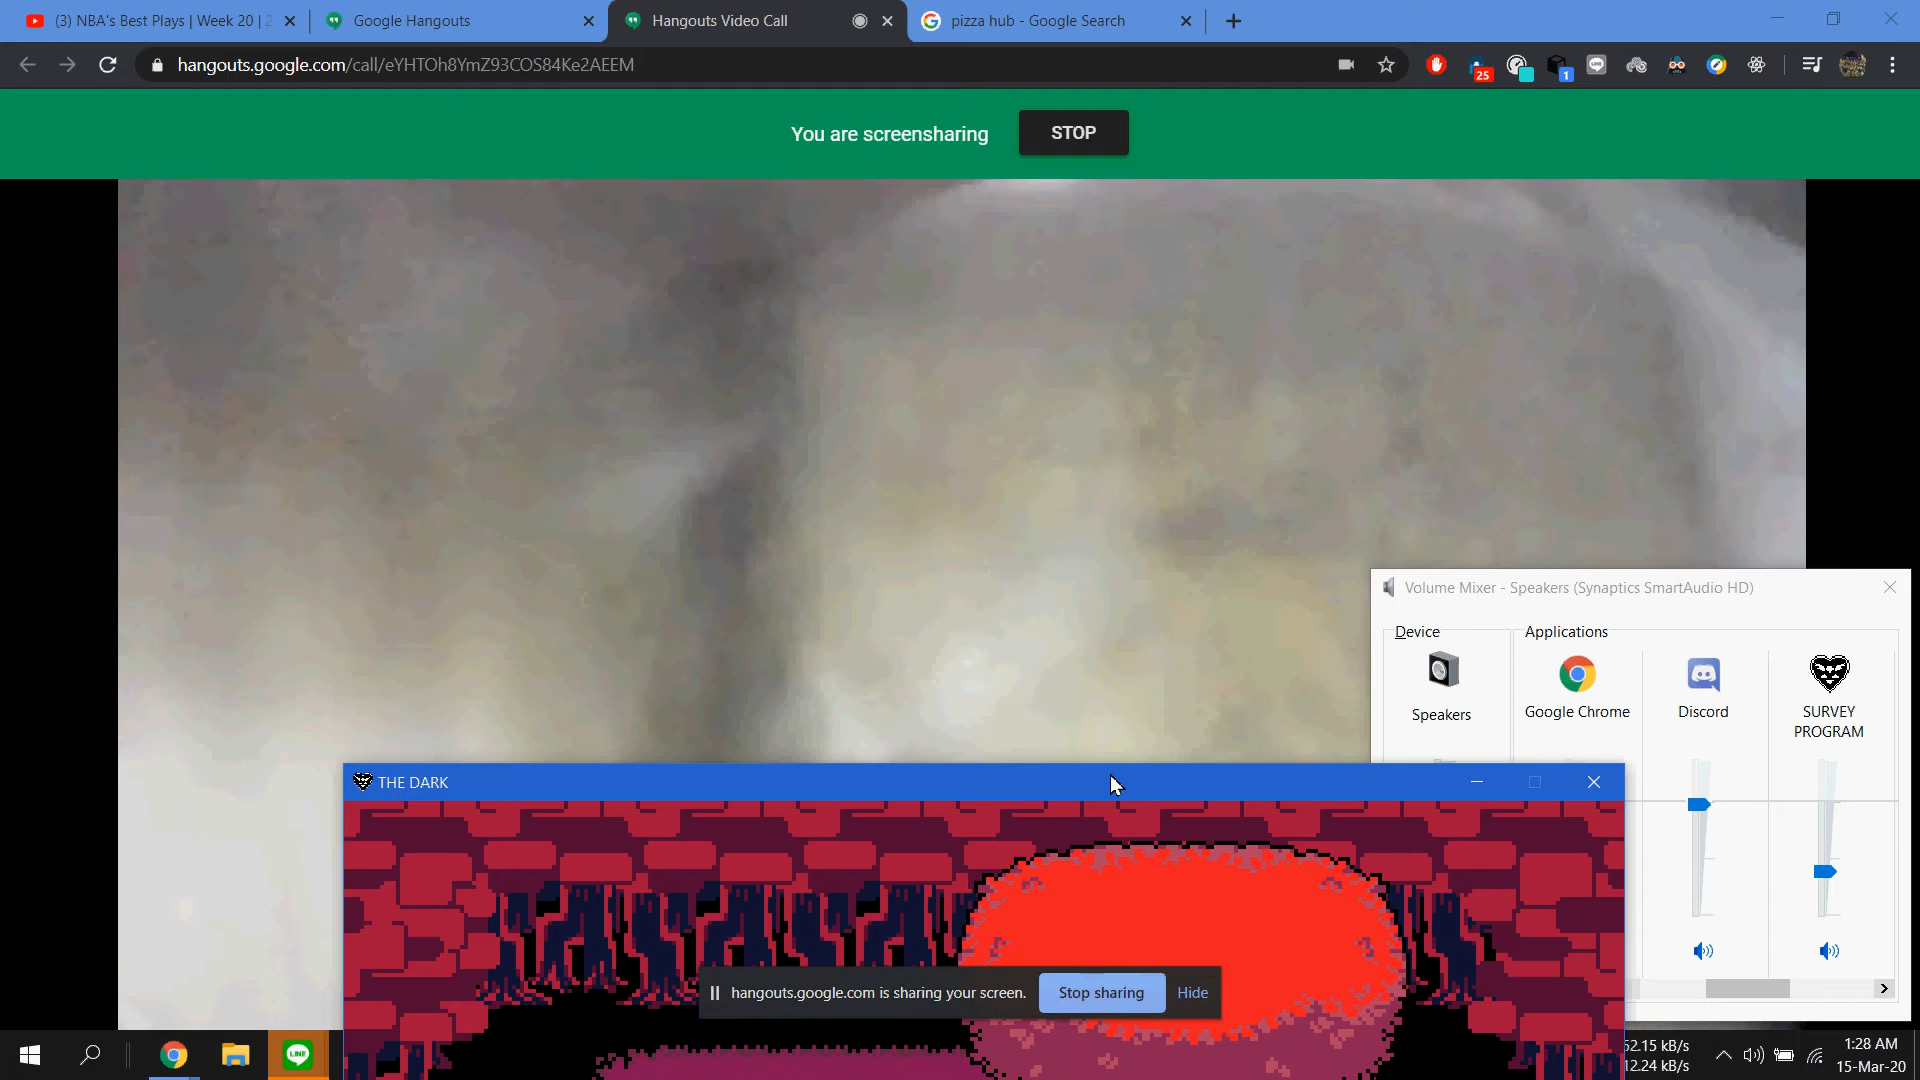 (3) NBA's Best Plays | Week 20 | 2
Google Hangouts
Hangouts Video Call
pizza hub - Google Search
hangouts.google.com/call/eYHTOh8YmZ93COS84Ke2AEEM
25
1
You are screensharing
STOP
Volume Mixer - Speakers (Synaptics SmartAudio HD)
Device
Applications
Speakers
Google Chrome
Discord
SURVEY
PROGRAM
THE DARK
hangouts.google.com is sharing your screen.
Stop sharing
Hide
LINE
52.15 kB/s
12.24 kB/s
1:28 AM
15-Mar-20